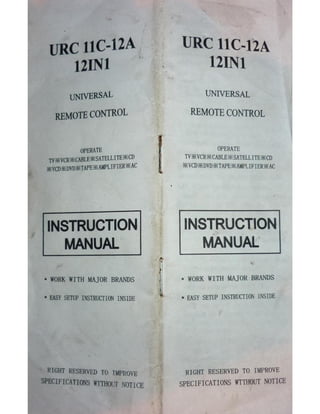 URC 11C-12A
12IN1
UNIVERSAL
REMOTE CONTROL
OPERATE
TV※VCR※CABLE※SATELLITE※CD
※VCD※DVD※TAPE※AMPLIFIER※AC
INSTRUCTION
MANUAL
• WORK WITH MAJOR BRANDS
• EASY SETUP INSTRUCTION INSIDE
RIGHT RESERVED TO IMPROVE
SPECIFICATIONS WTTHOUT NOTICE
URC 11C-12A
12IN1
UNIVERSAL
REMOTE CONTROL
OPERATE
TV※VCR※CABLE※SATELLITE※CD
※VCD※DVD※TAPE※AMPLIFIER※AC
INSTRUCTION
MANUAL
• WORK WITH MAJOR BRANDS
• EASY SETUP INSTRUCTION INSIDE
RIGHT RESERVED TO IMPROVE
SPECIFICATIONS WTTHOUT NOTICE